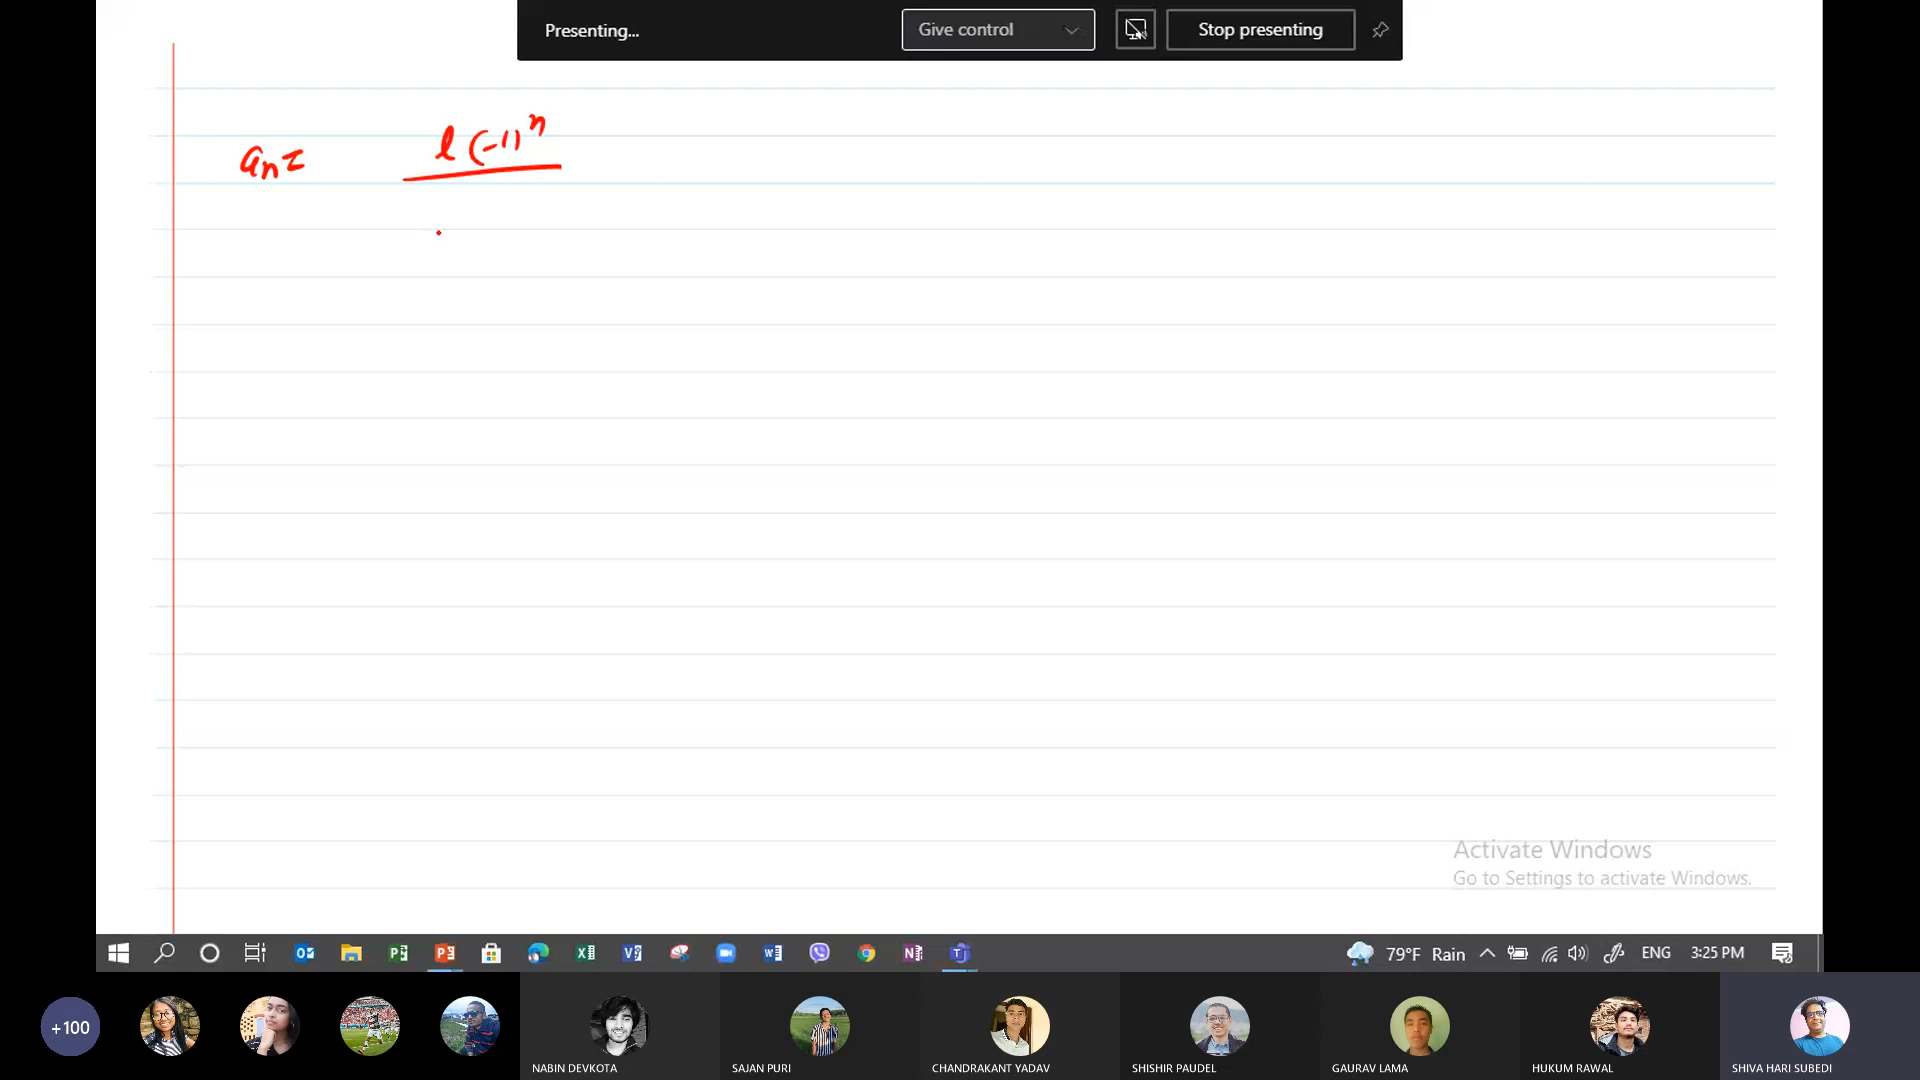 Presenting...
Give control
Stop presenting
aₙ = l (-1)ⁿ
Activate Windows
Go to Settings to activate Windows.
79°F Rain
ENG
3:25 PM
+100
NABIN DEVKOTA
SAJAN PURI
CHANDRAKANT YADAV
SHISHIR PAUDEL
GAURAV LAMA
HUKUM RAWAL
SHIVA HARI SUBEDI